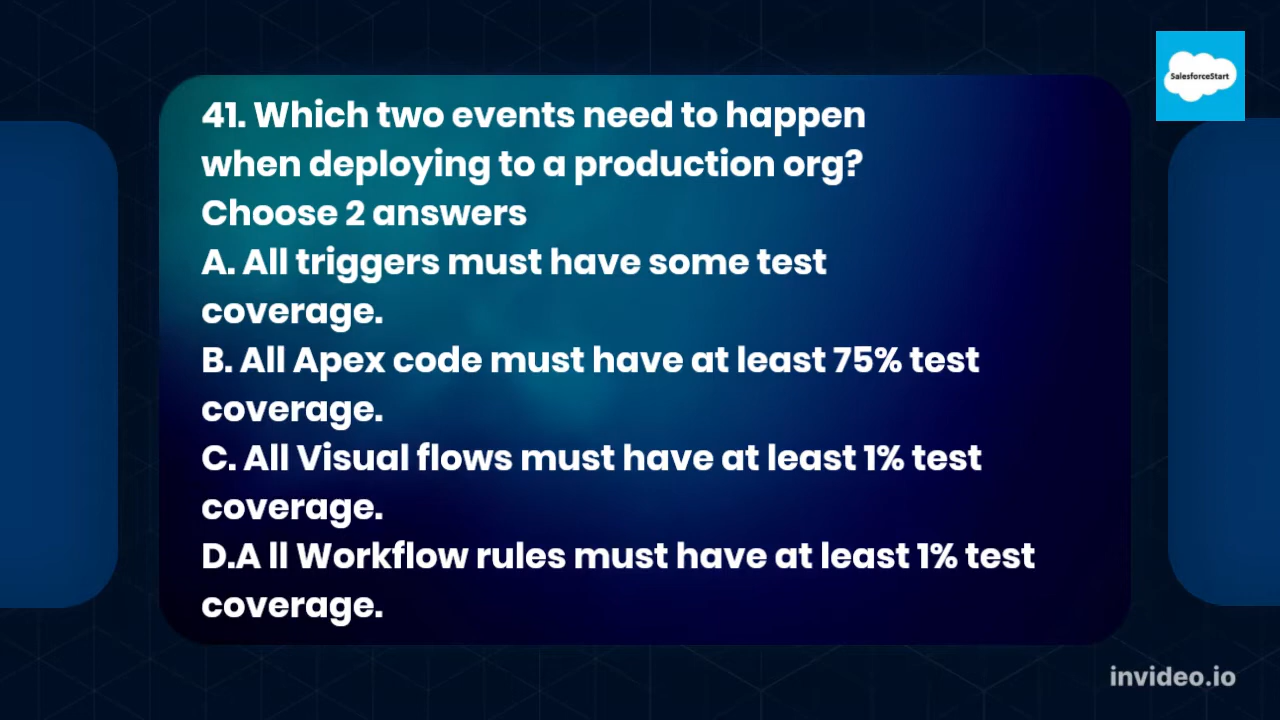 SalesforceStart
41. Which two events need to happen
when deploying to a production org?
Choose 2 answers
A. All triggers must have some test
coverage.
B. All Apex code must have at least 75% test
coverage.
C. All Visual flows must have at least 1% test
coverage.
D.A ll Workflow rules must have at least 1% test
coverage.
invideo.io